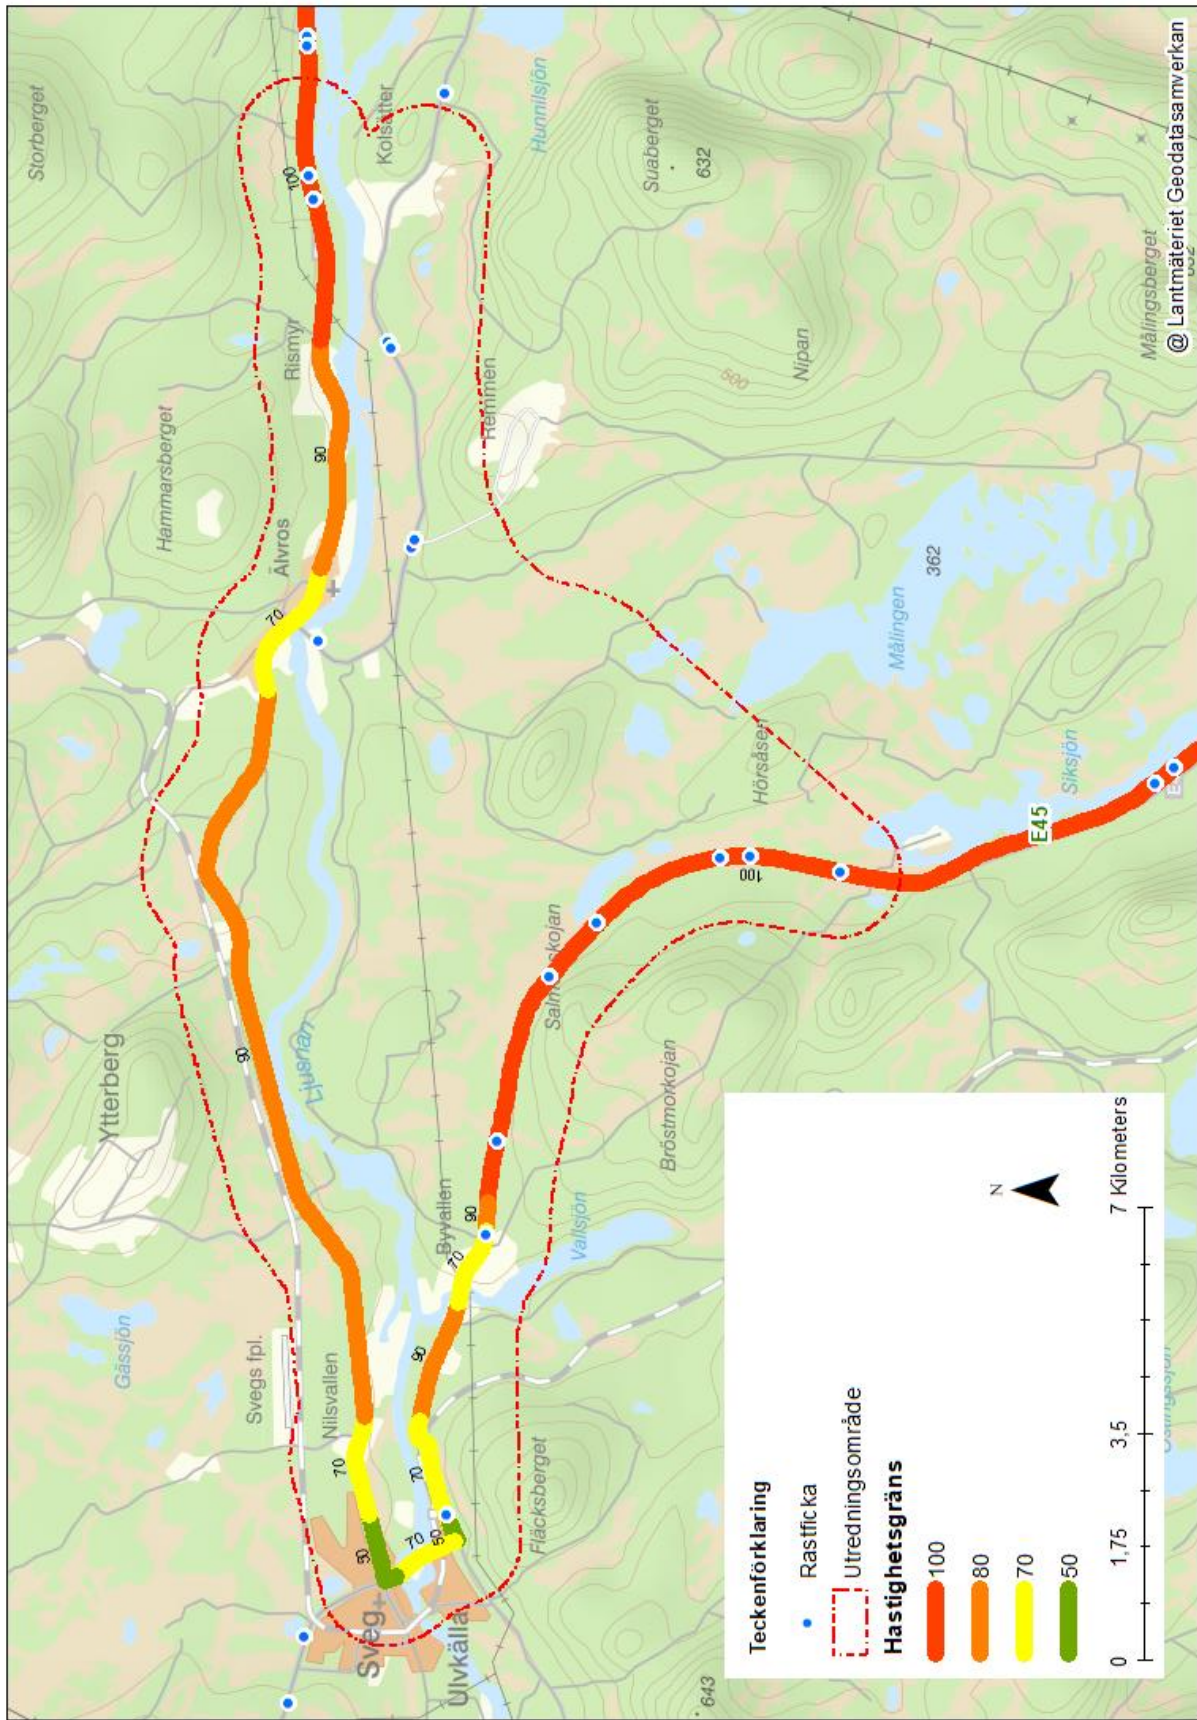 Storberget
Hammarsberget
Ytterberg
Gässjön
Svegs fpl.
Nilsvallen
Sveg
Ulvkälla
Fläcksberget
Byvallen
Vallsjön
Ljusnan
Älvros
Rismyr
Kolsätter
Hunnilsjön
Remmen
Suaberget
632
600
Nipan
Målingsberget
Målingen
362
Hörsåsen
Siksjön
E45
Bröstmorkojan
643
100
90
70
90
70
50
70
50
70
90
70
90
100
Teckenförklaring
Rastficka
Utredningsområde
Hastighetsgräns
100
80
70
50
0 1,75 3,5 7 Kilometers
N
@ Lantmäteriet Geodatasamverkan